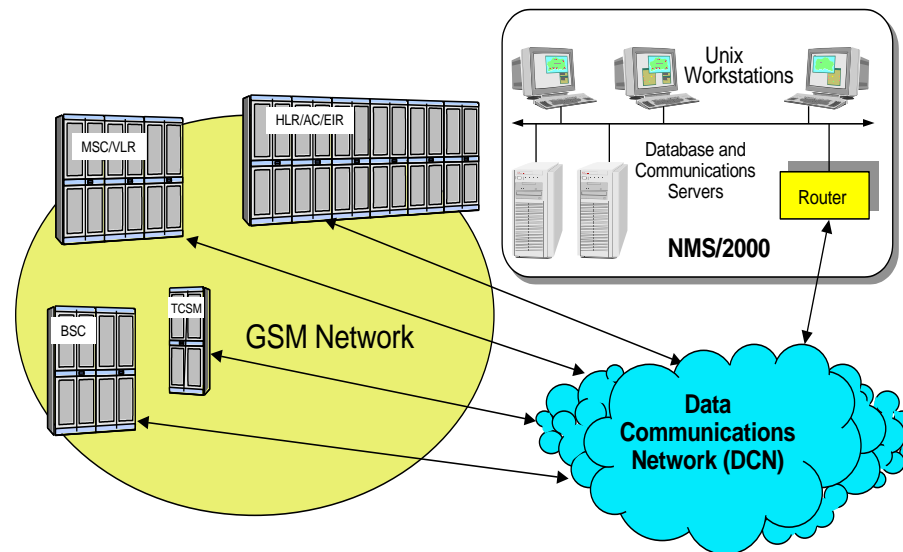 Unix
Workstations
HLR/AC/EIR
MSC/VLR
Database and
Communications
Servers
Router
NMS/2000
TCSM
BSC
GSM Network
Data
Communications
Network (DCN)